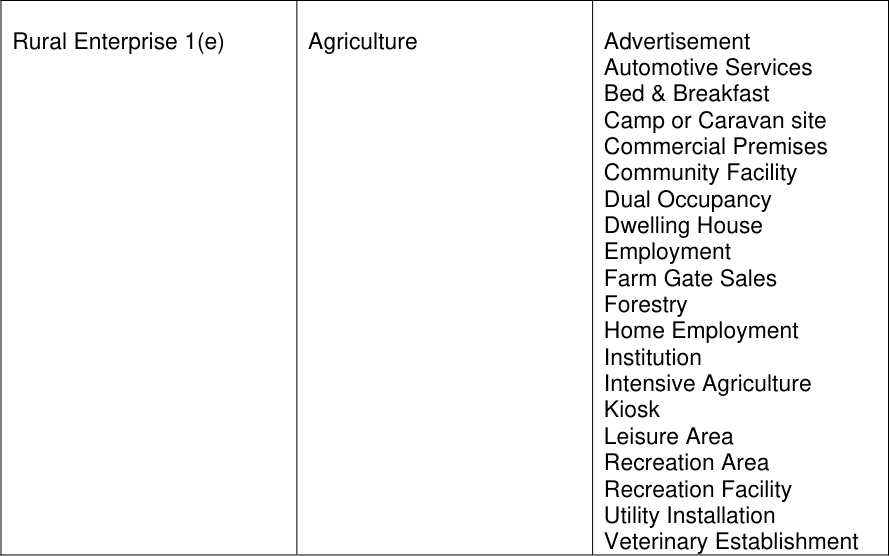 Rural Enterprise 1(e)
Agriculture
Advertisement
Automotive Services
Bed & Breakfast
Camp or Caravan site
Commercial Premises
Community Facility
Dual Occupancy
Dwelling House
Employment
Farm Gate Sales
Forestry
Home Employment
Institution
Intensive Agriculture
Kiosk
Leisure Area
Recreation Area
Recreation Facility
Utility Installation
Veterinary Establishment